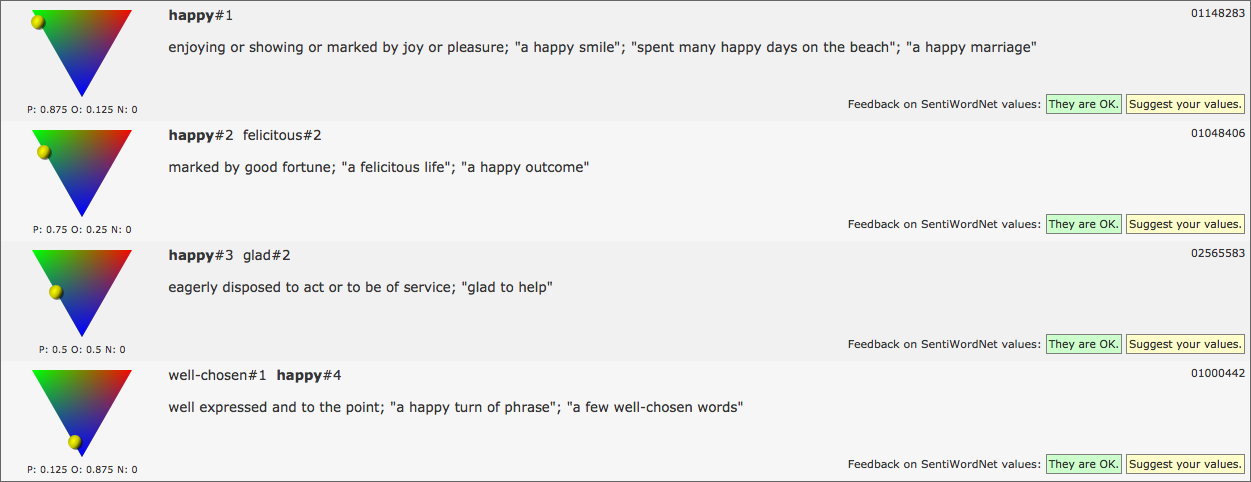 happy#1
01148283
enjoying or showing or marked by joy or pleasure; "a happy smile"; "spent many happy days on the beach"; "a happy marriage"
P: 0.875 O: 0.125 N: 0
Feedback on SentiWordNet values: They are OK. Suggest your values.
happy#2 felicitous#2
01048406
marked by good fortune; "a felicitous life"; "a happy outcome"
P: 0.75 O: 0.25 N: 0
Feedback on SentiWordNet values: They are OK. Suggest your values.
happy#3 glad#2
02565583
eagerly disposed to act or to be of service; "glad to help"
P: 0.5 O: 0.5 N: 0
Feedback on SentiWordNet values: They are OK. Suggest your values.
well-chosen#1 happy#4
01000442
well expressed and to the point; "a happy turn of phrase"; "a few well-chosen words"
P: 0.125 O: 0.875 N: 0
Feedback on SentiWordNet values: They are OK. Suggest your values.